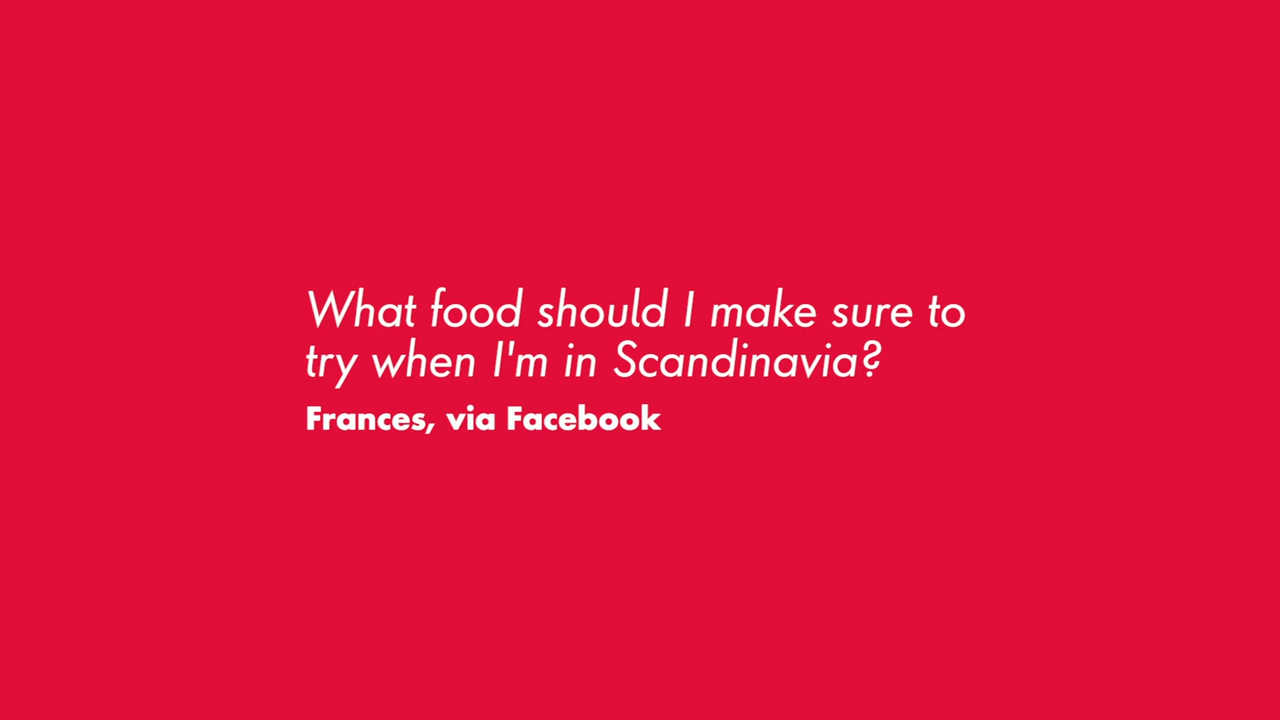 What food should I make sure to
try when I'm in Scandinavia?
Frances, via Facebook